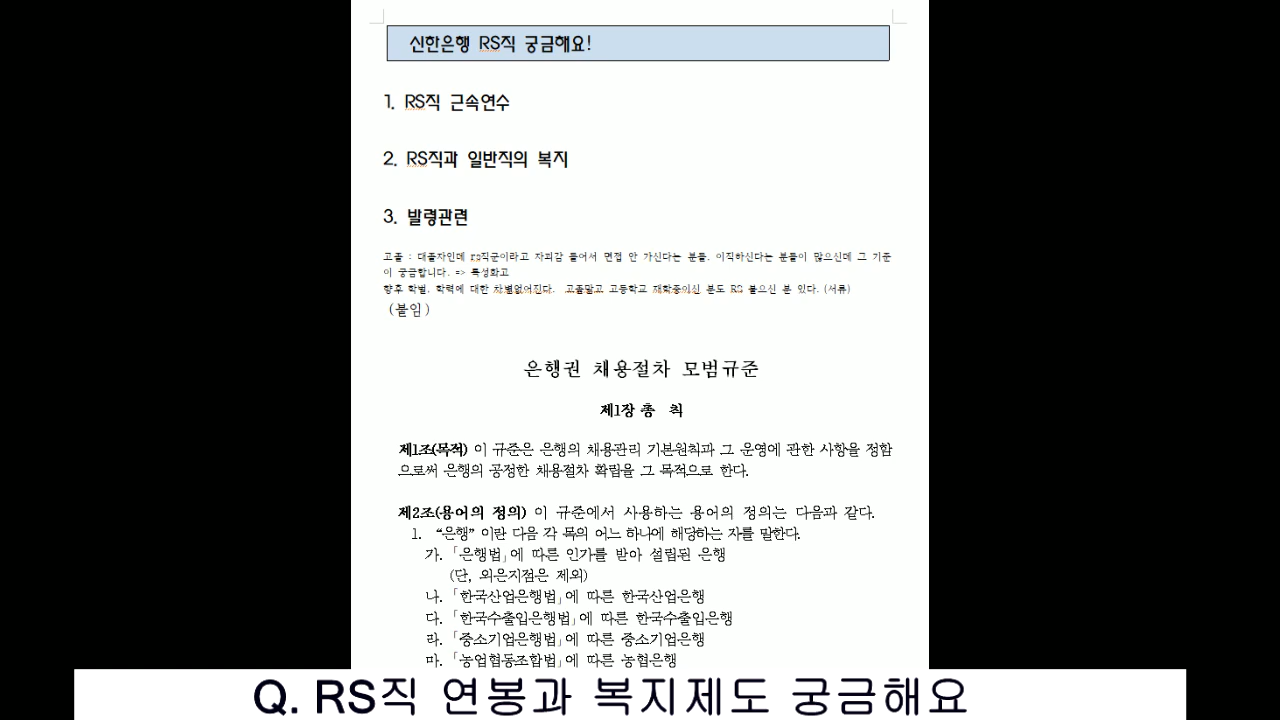 신한은행 RS직 궁금해요!
1. RS직 근속연수
2. RS직과 일반직의 복지
3. 발령관련
고졸 : 대졸자인데 rs직군이라고 자괴감 들어서 면접 안 가신다는 분들. 이직하신다는 분들이 많으신데 그 기준
이 궁금합니다. => 특성화고
향후 학벌, 학력에 대한 차별없어진다. 고졸말고 고등학교 재학중이신 분도 RS 붙으신 분 있다. (서류)
(붙임)
은행권 채용절차 모범규준
제1장 총 칙
제1조(목적) 이 규준은 은행의 채용관리 기본원칙과 그 운영에 관한 사항을 정함
으로써 은행의 공정한 채용절차 확립을 그 목적으로 한다.
제2조(용어의 정의) 이 규준에서 사용하는 용어의 정의는 다음과 같다.
1. “은행” 이란 다음 각 목의 어느 하나에 해당하는 자를 말한다.
가. 「은행법」에 따른 인가를 받아 설립된 은행
(단, 외은지점은 제외)
나. 「한국산업은행법」에 따른 한국산업은행
다. 「한국수출입은행법」에 따른 한국수출입은행
라. 「중소기업은행법」에 따른 중소기업은행
마. 「농업협동조합법」에 따른 농협은행
Q. RS직 연봉과 복지제도 궁금해요